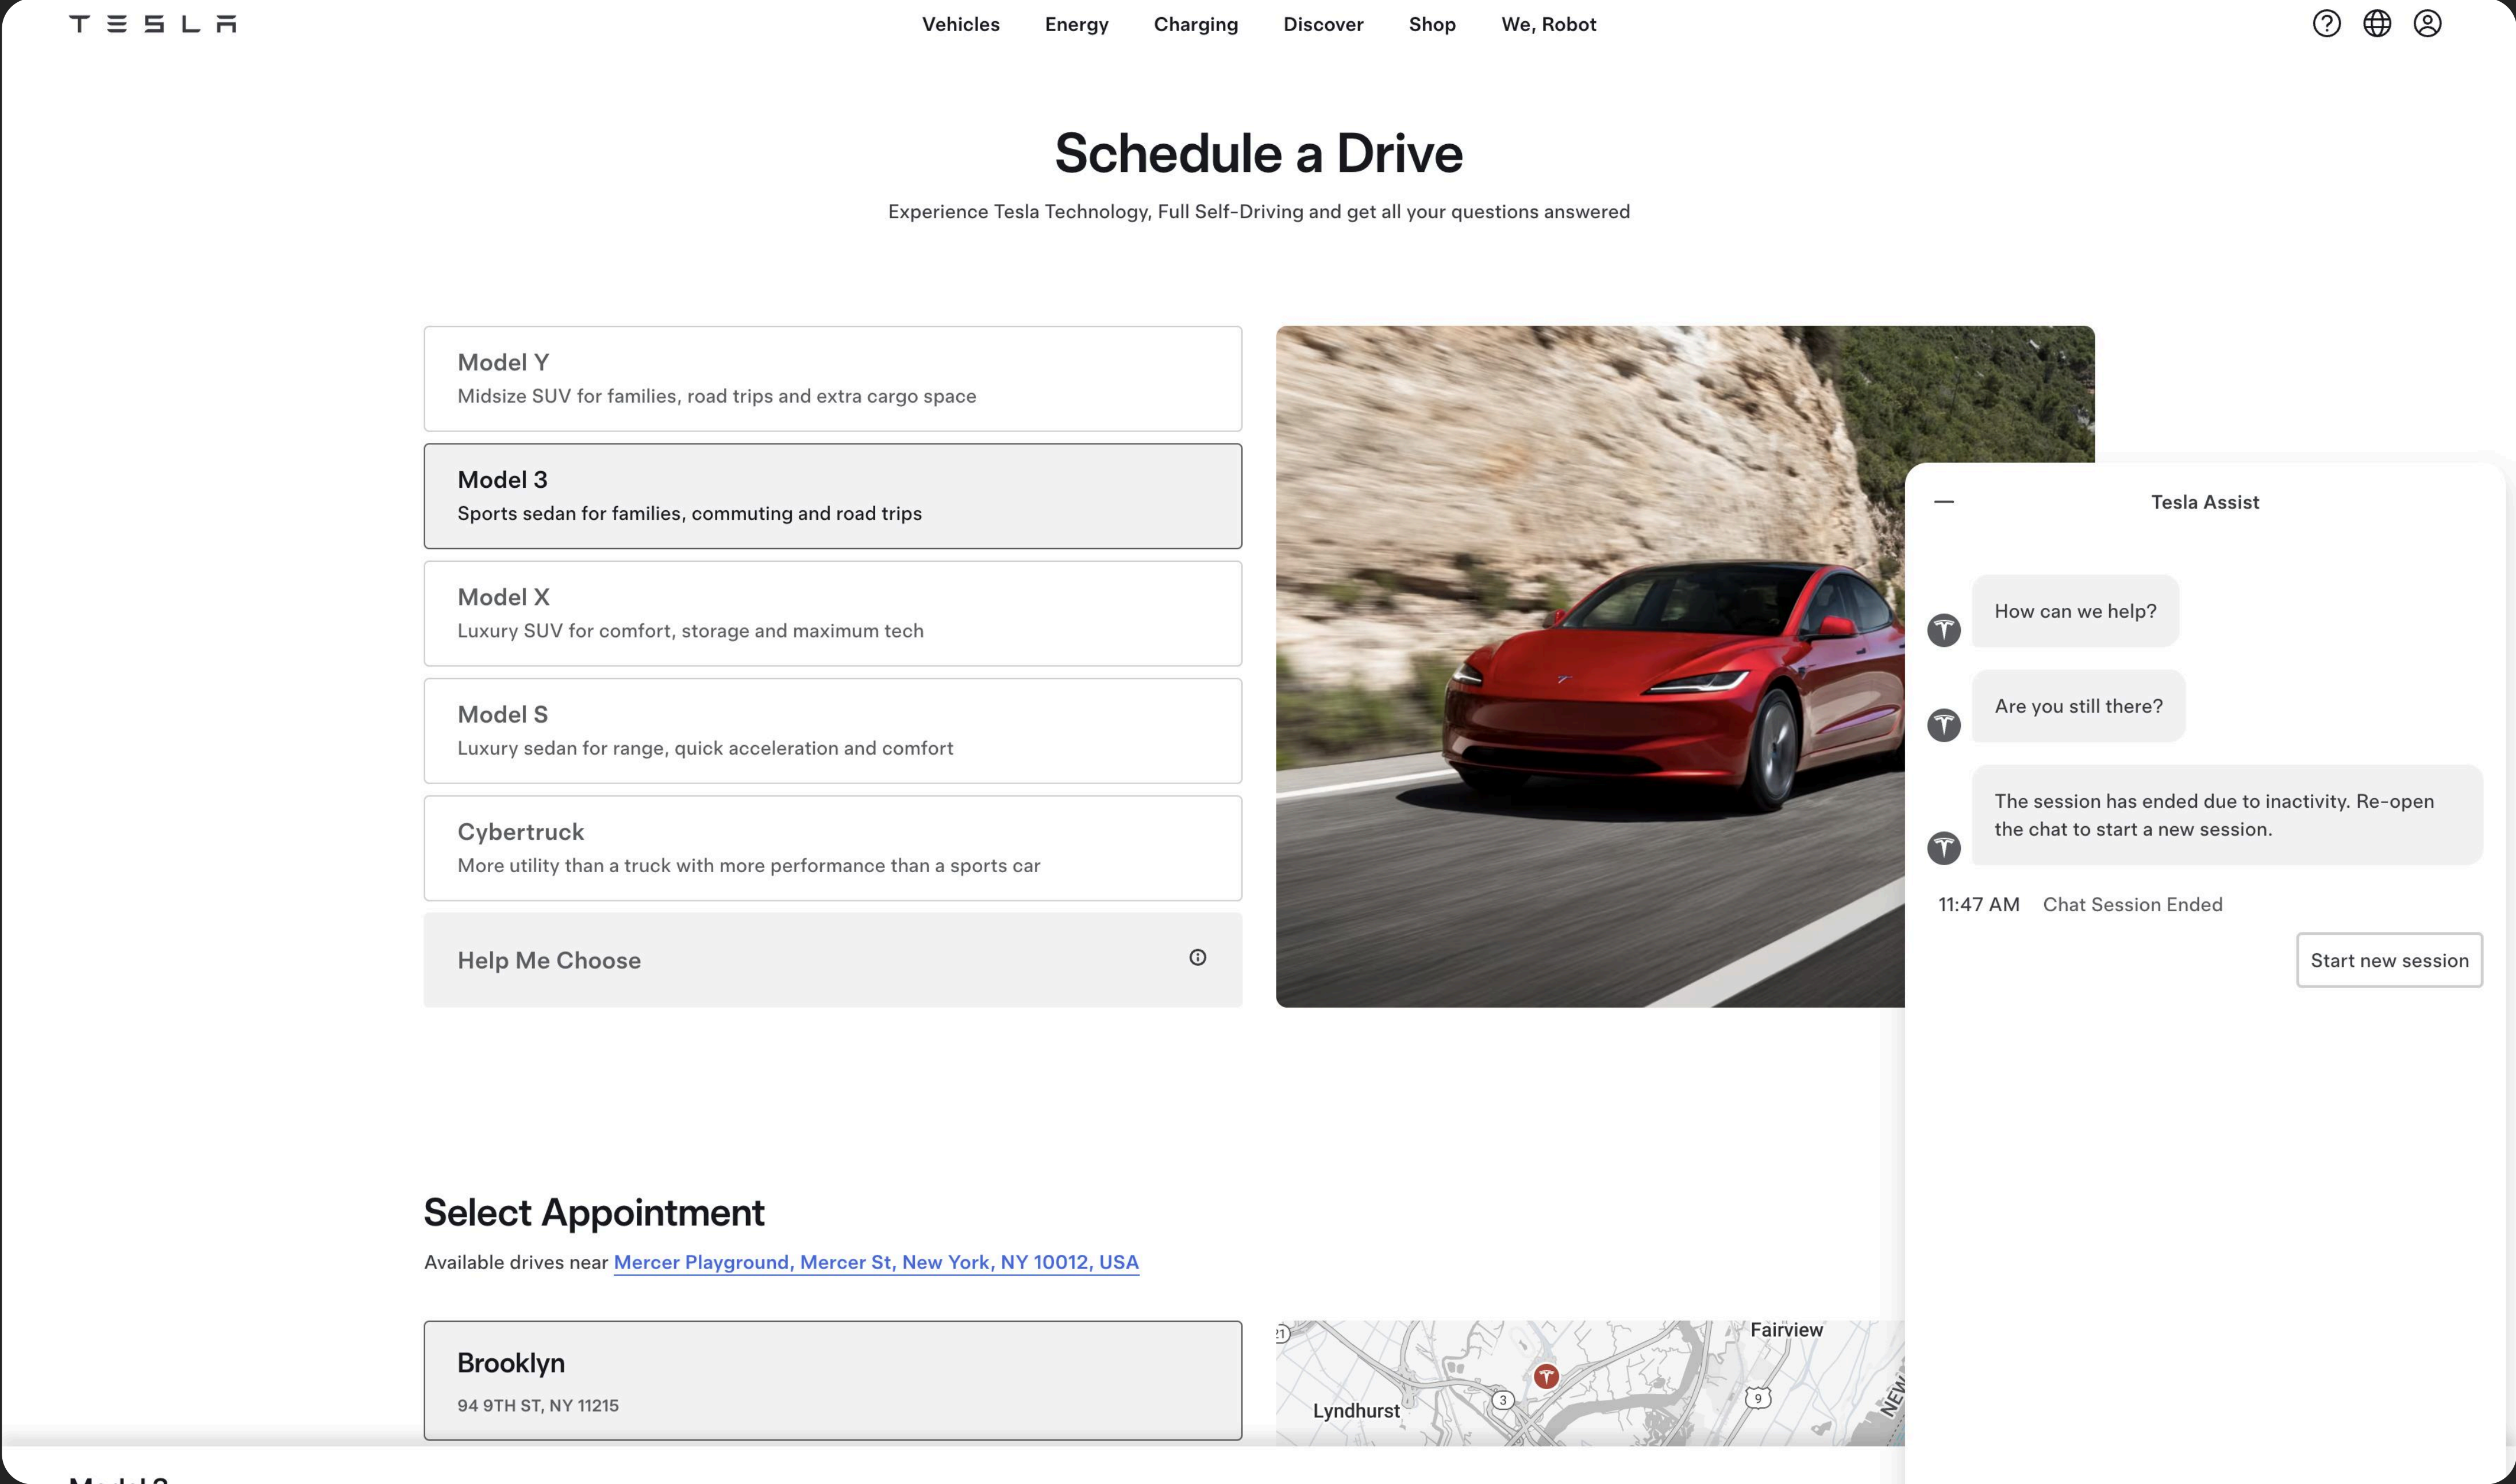 TESLA
Vehicles Energy Charging Discover Shop We, Robot
Schedule a Drive
Experience Tesla Technology, Full Self-Driving and get all your questions answered
Model Y
Midsize SUV for families, road trips and extra cargo space
Model 3
Sports sedan for families, commuting and road trips
Model X
Luxury SUV for comfort, storage and maximum tech
Model S
Luxury sedan for range, quick acceleration and comfort
Cybertruck
More utility than a truck with more performance than a sports car
Help Me Choose
Tesla Assist
How can we help?
Are you still there?
The session has ended due to inactivity. Re-open
the chat to start a new session.
11:47 AM Chat Session Ended
Start new session
Select Appointment
Available drives near Mercer Playground, Mercer St, New York, NY 10012, USA
Brooklyn
94 9TH ST, NY 11215
21
Fairview
3
9
Lyndhurst
NEW